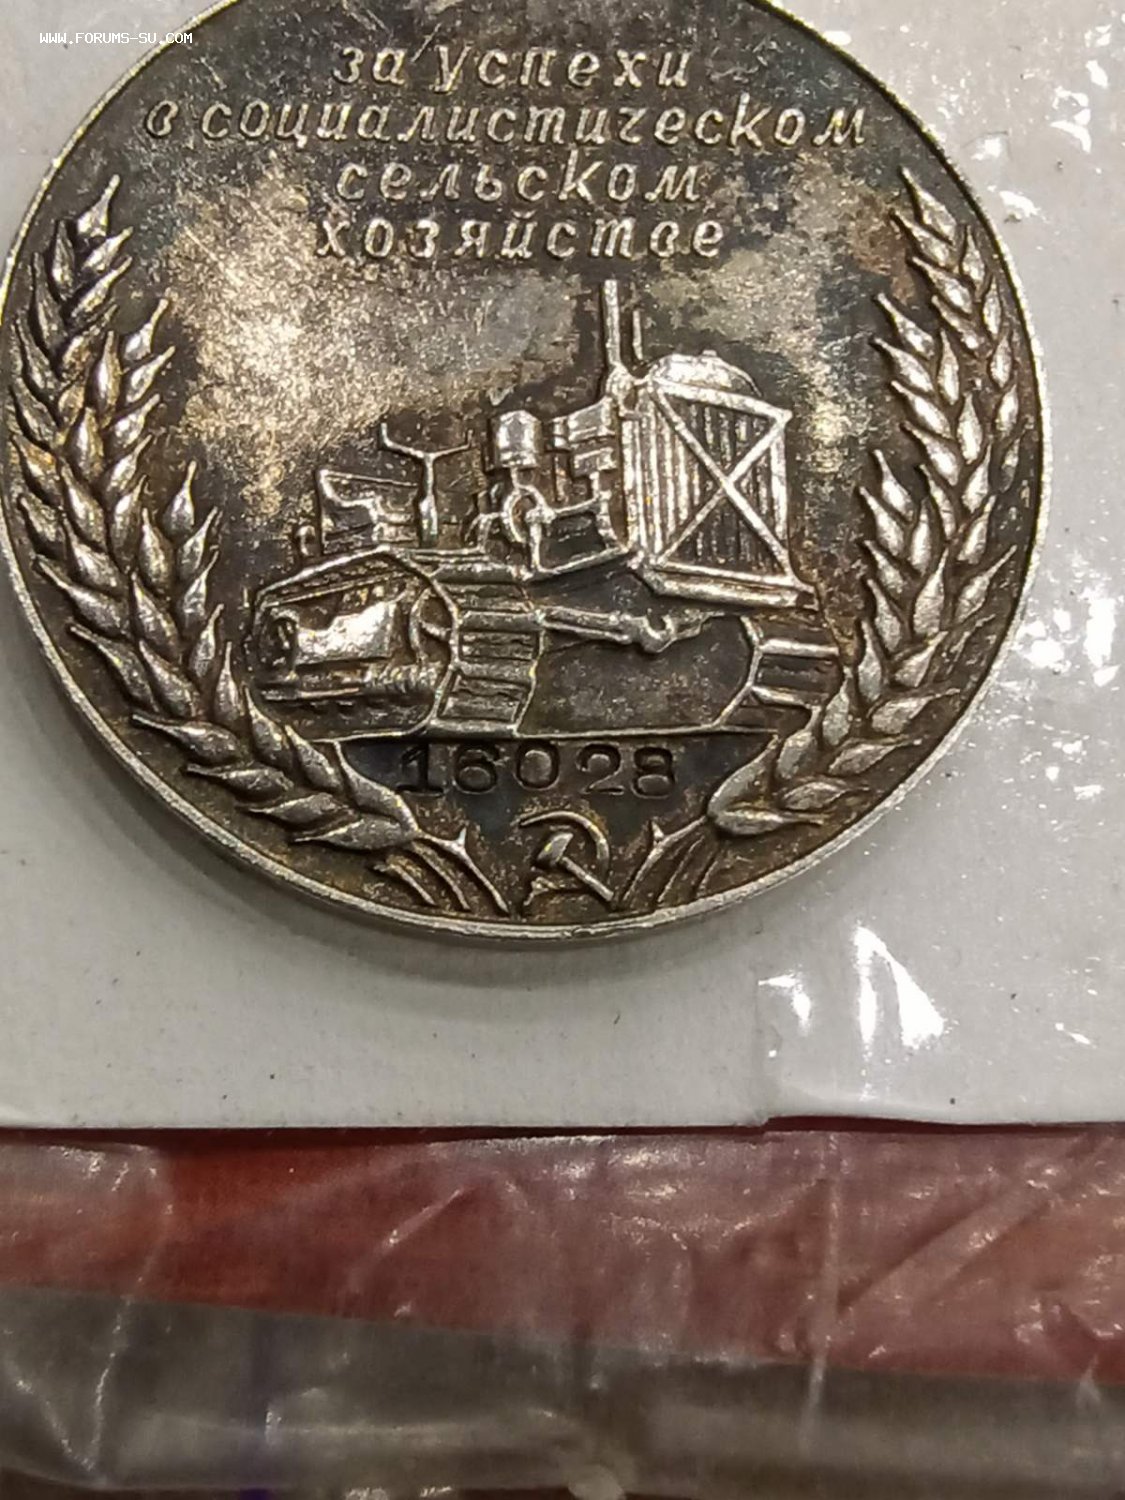 WWW.FORUMS-SU.COM
за успехи
в социалистическом
сельском
хозяйстве
16028